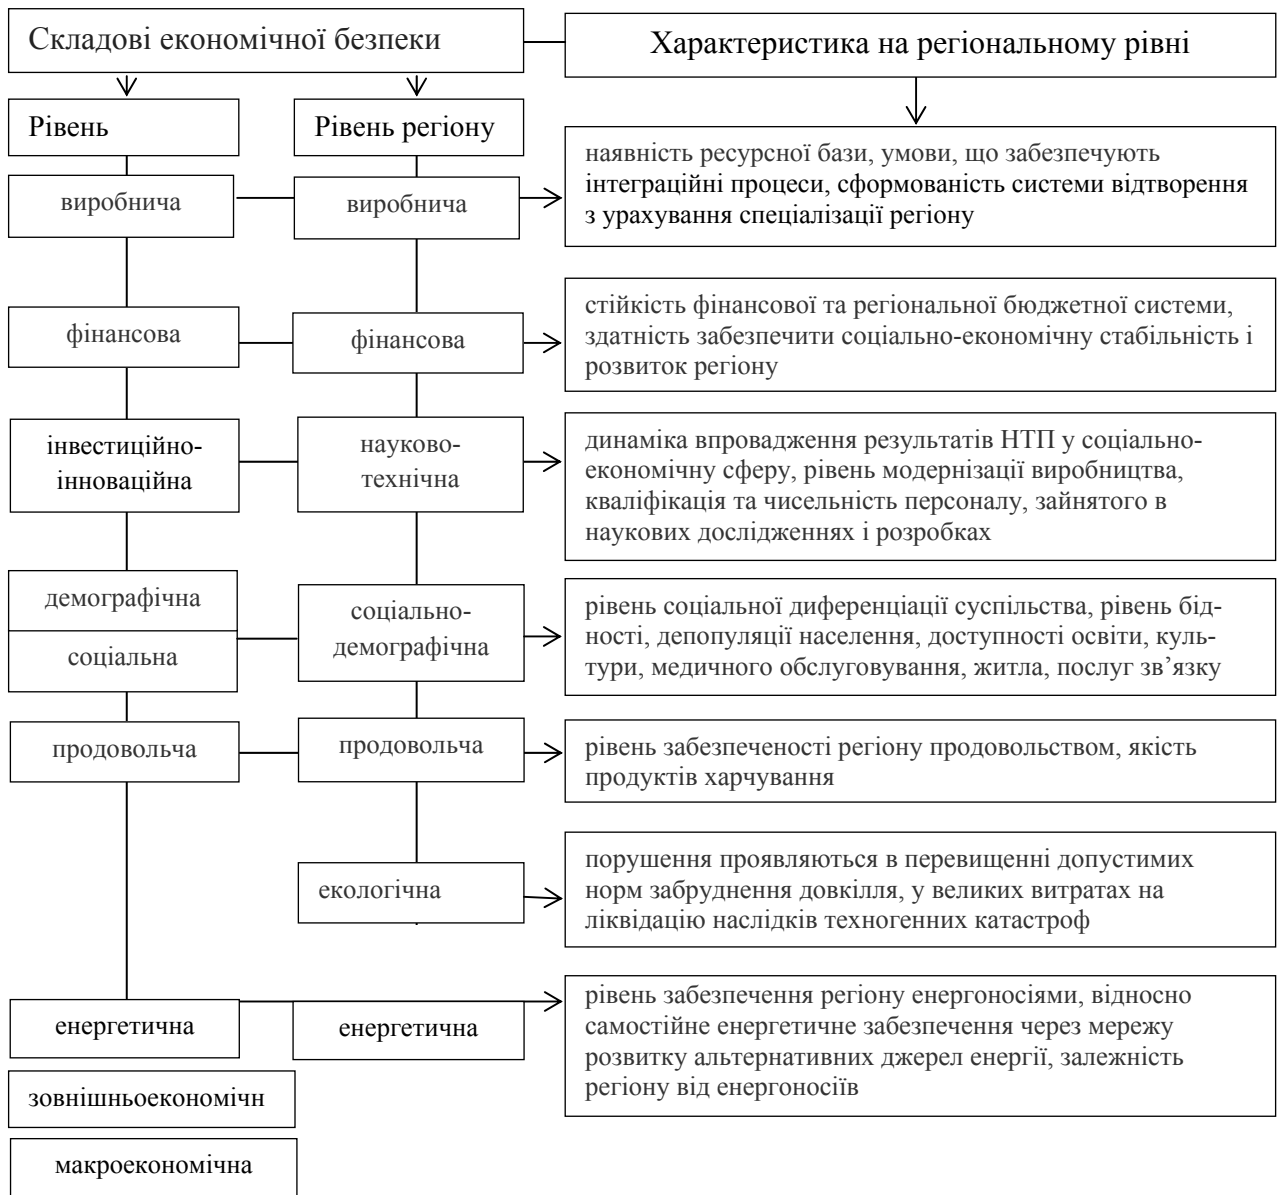 Складові економічної безпеки
Характеристика на регіональному рівні
Рівень
Рівень регіону
наявність ресурсної бази, умови, що забезпечують
інтеграційні процеси, сформованість системи відтворення
з урахування спеціалізації регіону
виробнича
виробнича
стійкість фінансової та регіональної бюджетної системи,
здатність забезпечити соціально-економічну стабільність і
розвиток регіону
фінансова
фінансова
інвестиційно-
інноваційна
науково-
технічна
динаміка впровадження результатів НТП у соціально-
економічну сферу, рівень модернізації виробництва,
кваліфікація та чисельність персоналу, зайнятого в
наукових дослідженнях і розробках
демографічна
соціальна
соціально-
демографічна
рівень соціальної диференціації суспільства, рівень бід-
ності, депопуляції населення, доступності освіти, куль-
тури, медичного обслуговування, житла, послуг зв’язку
продовольча
продовольча
рівень забезпеченості регіону продовольством, якість
продуктів харчування
екологічна
порушення проявляються в перевищенні допустимих
норм забруднення довкілля, у великих витратах на
ліквідацію наслідків техногенних катастроф
енергетична
енергетична
рівень забезпечення регіону енергоносіями, відносно
самостійне енергетичне забезпечення через мережу
розвитку альтернативних джерел енергії, залежність
регіону від енергоносіїв
зовнішньоекономічн
макроекономічна